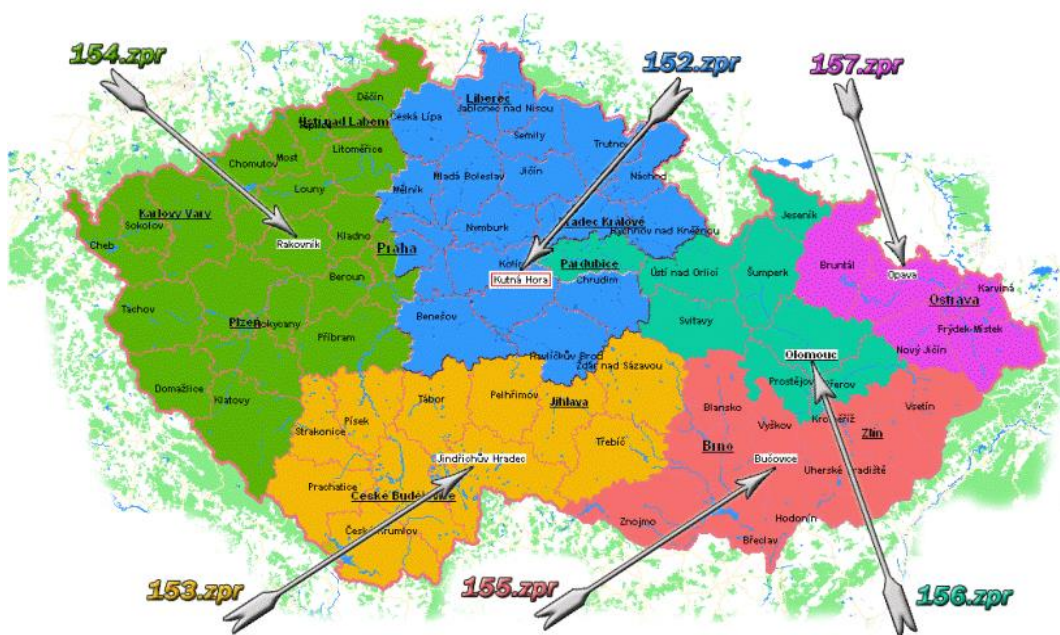 154.zpr
152.zpr
157.zpr
Děčín
Liberec
Jablonec nad Nisou
Česká Lípa
Ústí nad Labem
Semily
Trutnov
Most
Litoměřice
Chomutov
Jičín
Mladá Boleslav
Náchod
Louny
Mělník
Karlovy Vary
Sokolov
Jeseník
Kladno
Nymburk
Hradec Králové
Rychnov nad Kněžnou
Cheb
Rakovník
Praha
Kolín
Pardubice
Bruntál
Opava
Beroun
Kutná Hora
Chrudim
Ústí nad Orlicí
Šumperk
Karviná
Ostrava
Tachov
Plzeň
Rokycany
Benešov
Svitavy
Frýdek-Místek
Příbram
Nový Jičín
Havlíčkův Brod
Žďár nad Sázavou
Olomouc
Domažlice
Klatovy
Tábor
Pelhřimov
Jihlava
Prostějov
Přerov
Písek
Blansko
Vsetín
Strakonice
Vyškov
Kroměříž
Zlín
Třebíč
Brno
Jindřichův Hradec
Bučovice
Uherské Hradiště
Prachatice
České Budějovice
Znojmo
Hodonín
Český Krumlov
Břeclav
153.zpr
155.zpr
156.zpr